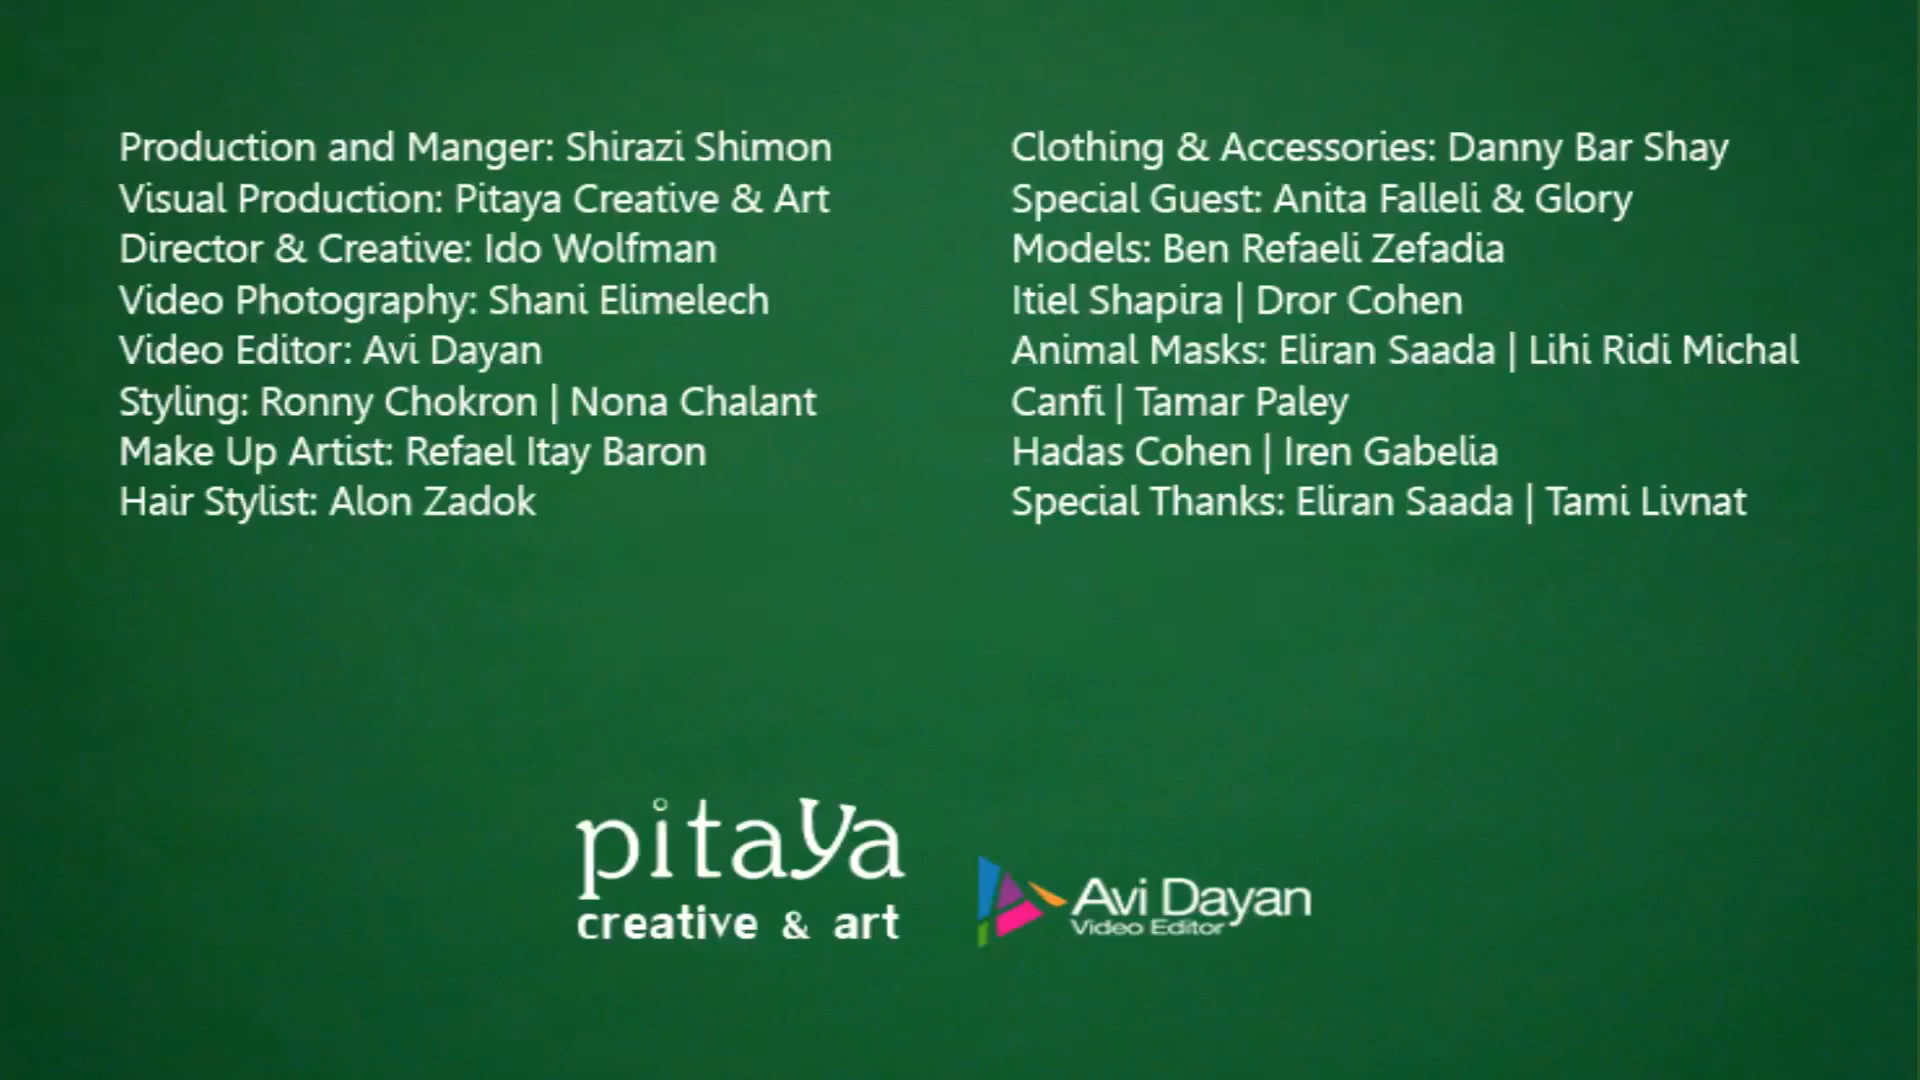 Production and Manger: Shirazi Shimon
Visual Production: Pitaya Creative & Art
Director & Creative: Ido Wolfman
Video Photography: Shani Elimelech
Video Editor: Avi Dayan
Styling: Ronny Chokron | Nona Chalant
Make Up Artist: Refael Itay Baron
Hair Stylist: Alon Zadok
Clothing & Accessories: Danny Bar Shay
Special Guest: Anita Falleli & Glory
Models: Ben Refaeli Zefadia
Itiel Shapira | Dror Cohen
Animal Masks: Eliran Saada | Lihi Ridi Michal
Canfi | Tamar Paley
Hadas Cohen | Iren Gabelia
Special Thanks: Eliran Saada | Tami Livnat
pitaya
creative & art
Avi Dayan
Video Editor